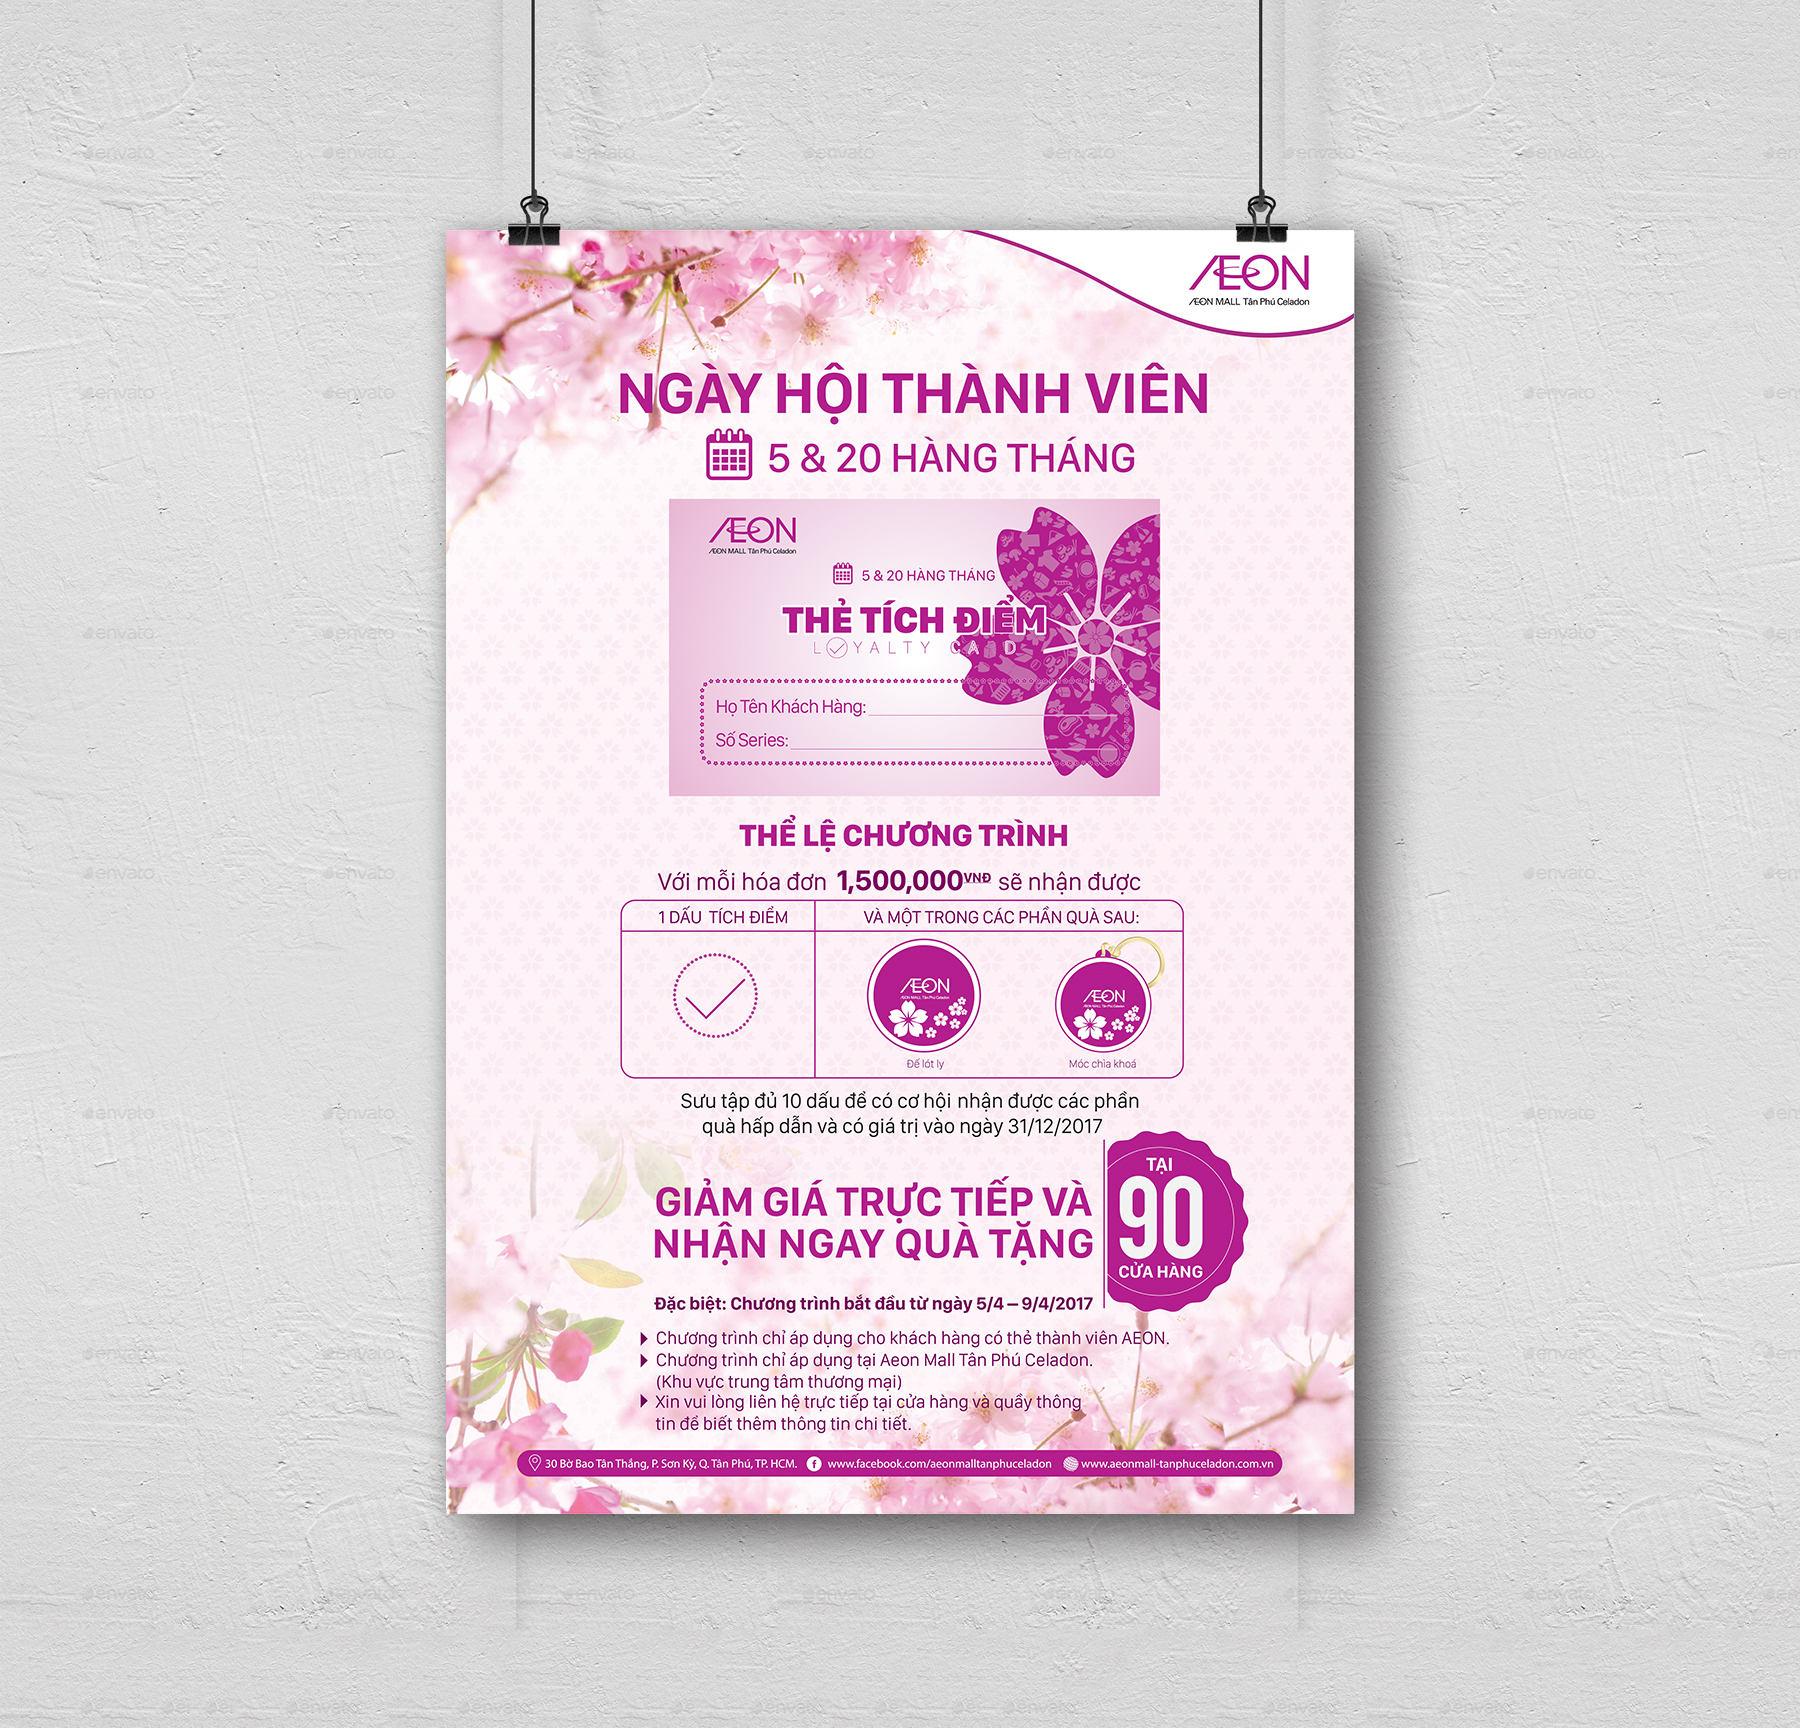 ÆON
ÆON MALL Tân Phú Celadon
NGÀY HỘI THÀNH VIÊN
5 & 20 HÀNG THÁNG
ÆON
ÆON MALL Tân Phú Celadon
5 & 20 HÀNG THÁNG
THẺ TÍCH ĐIỂM
LOYALTY CARD
Họ Tên Khách Hàng:
Số Series:
THỂ LỆ CHƯƠNG TRÌNH
Với mỗi hóa đơn 1,500,000VNĐ sẽ nhận được
1 DẤU TÍCH ĐIỂM
VÀ MỘT TRONG CÁC PHẦN QUÀ SAU:
ÆON
ÆON MALL Tân Phú Celadon
ÆON
ÆON MALL Tân Phú Celadon
Đế lót ly
Móc chìa khoá
Sưu tập đủ 10 dấu để có cơ hội nhận được các phần
quà hấp dẫn và có giá trị vào ngày 31/12/2017
GIẢM GIÁ TRỰC TIẾP VÀ
NHẬN NGAY QUÀ TẶNG
TẠI
90
CỬA HÀNG
Đặc biệt: Chương trình bắt đầu từ ngày 5/4 – 9/4/2017
Chương trình chỉ áp dụng cho khách hàng có thẻ thành viên AEON.
Chương trình chỉ áp dụng tại Aeon Mall Tân Phú Celadon.
(Khu vực trung tâm thương mại)
Xin vui lòng liên hệ trực tiếp tại cửa hàng và quầy thông
tin để biết thêm thông tin chi tiết.
30 Bờ Bao Tân Thắng, P. Sơn Kỳ, Q. Tân Phú, TP. HCM. www.facebook.com/aeonmalltanphuceladon www.aeonmall-tanphuceladon.com.vn